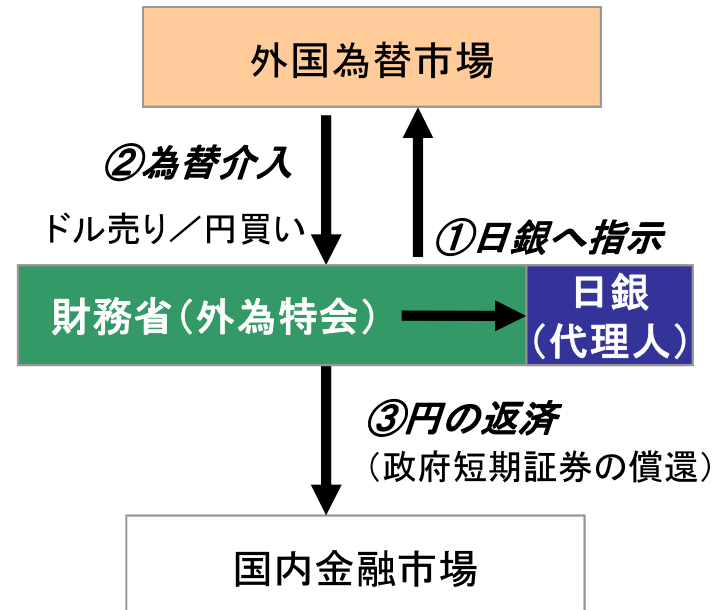 外国為替市場
②為替介入
ドル売り／円買い
①日銀へ指示
財務省（外為特会）
日銀
（代理人）
③円の返済
（政府短期証券の償還）
国内金融市場